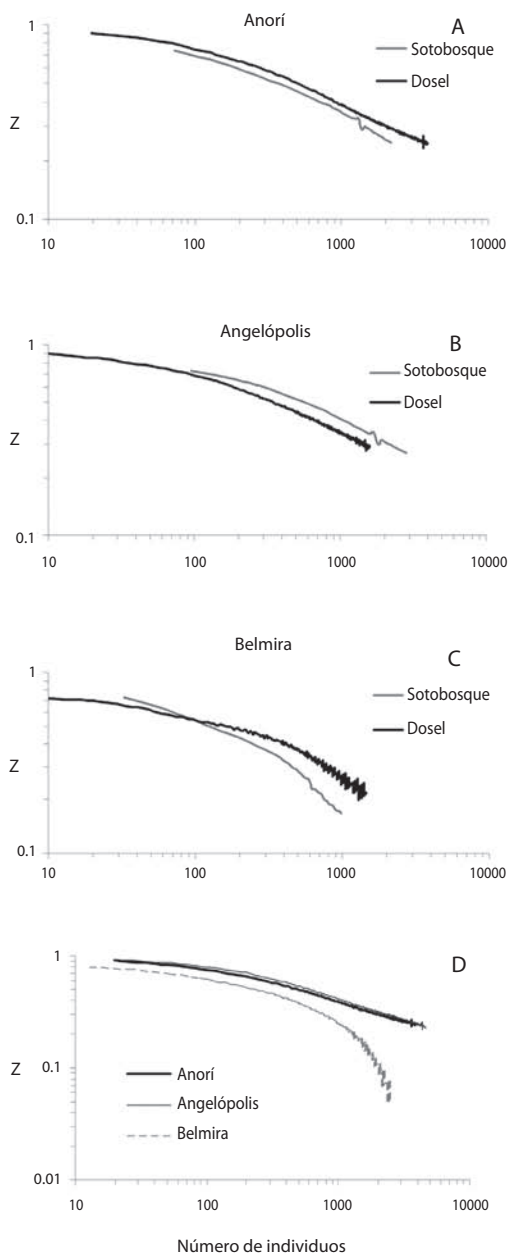 Anorí
A
1
Sotobosque
Dosel
Z
0.1
10 100 1000 10000
Angelópolis
B
1
Sotobosque
Dosel
Z
0.1
10 100 1000 10000
Belmira
C
1
Sotobosque
Dosel
Z
0.1
10 100 1000 10000
D
1
Z
0.1
Anorí
Angelópolis
Belmira
0.01
10 100 1000 10000
Número de individuos